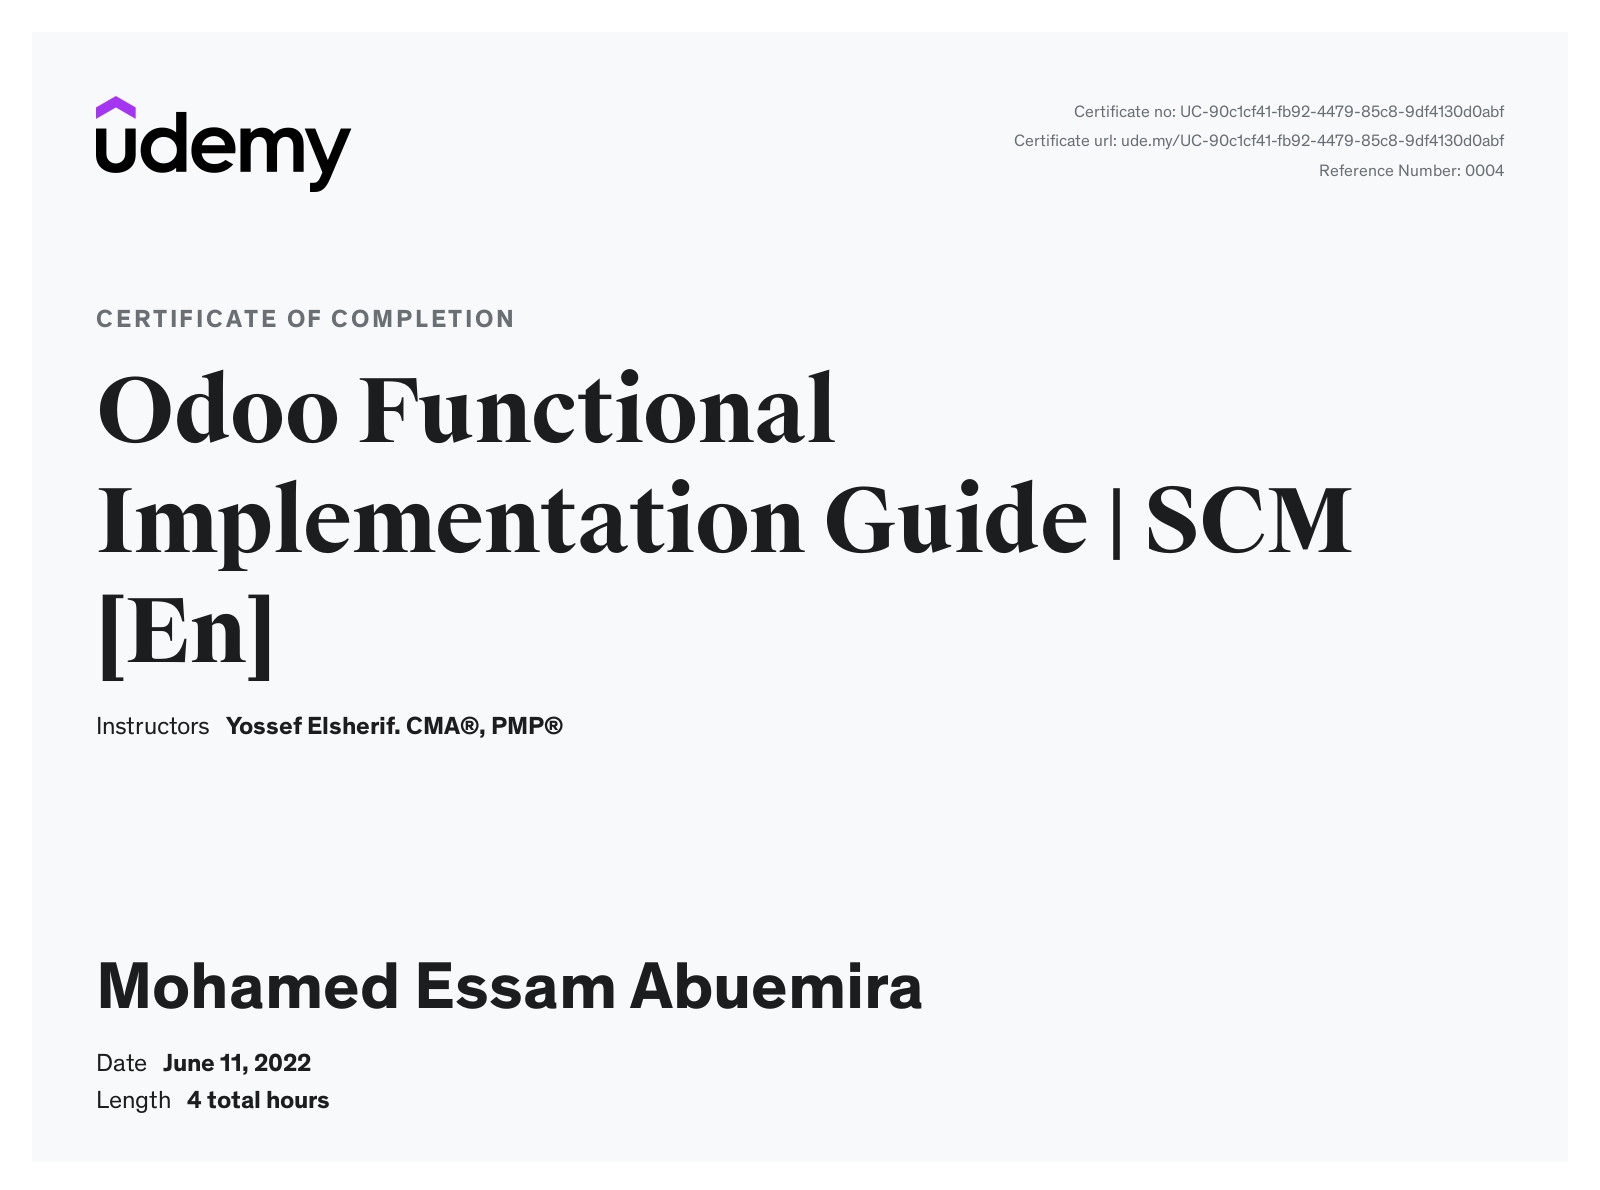 udemy
Certificate no: UC-90c1cf41-fb92-4479-85c8-9df4130d0abf
Certificate url: ude.my/UC-90c1cf41-fb92-4479-85c8-9df4130d0abf
Reference Number: 0004
CERTIFICATE OF COMPLETION
Odoo Functional
Implementation Guide | SCM
[En]
Instructors Yossef Elsherif. CMA®, PMP®
Mohamed Essam Abuemira
Date June 11, 2022
Length 4 total hours